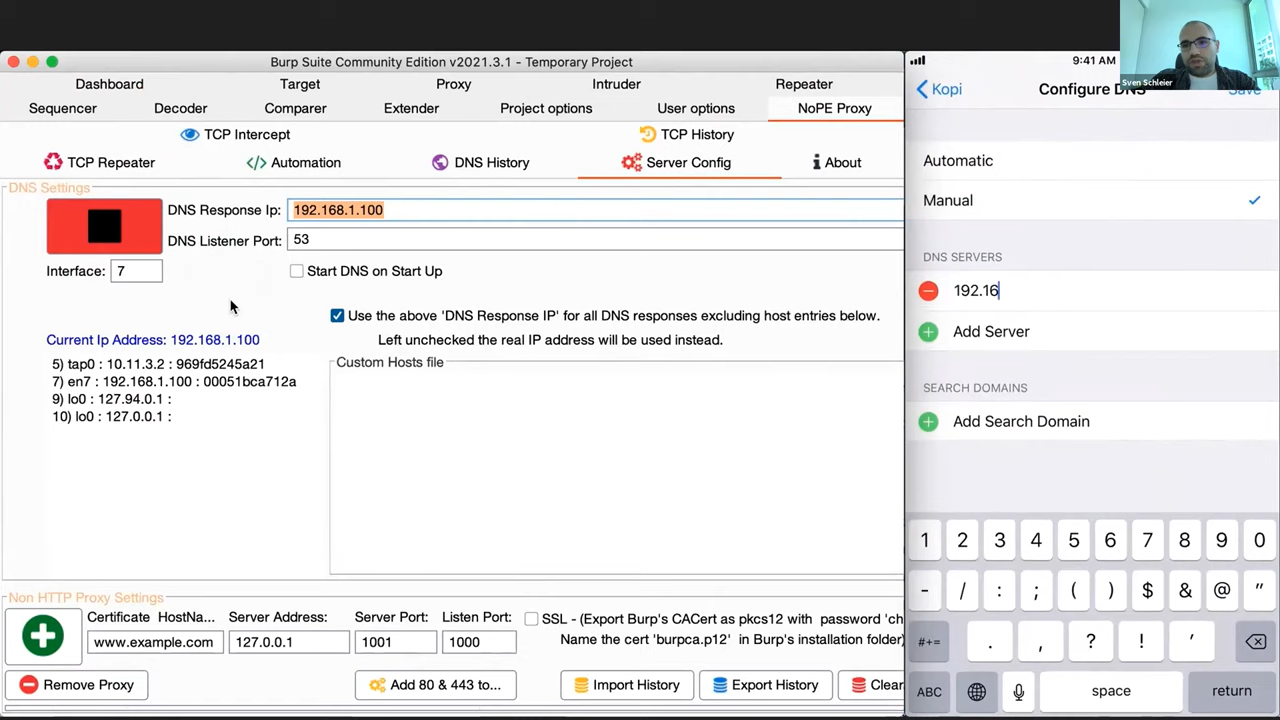 Burp Suite Community Edition v2021.3.1 - Temporary Project
Dashboard Target Proxy Intruder Repeater
Sequencer Decoder Comparer Extender Project options User options NoPE Proxy
TCP Intercept TCP History
TCP Repeater </> Automation DNS History Server Config About
DNS Settings
DNS Response Ip: 192.168.1.100
DNS Listener Port: 53
Interface: 7 Start DNS on Start Up
Use the above 'DNS Response IP' for all DNS responses excluding host entries below.
Current Ip Address: 192.168.1.100 Left unchecked the real IP address will be used instead.
Custom Hosts file
5) tap0 : 10.11.3.2 : 969fd5245a21
7) en7 : 192.168.1.100 : 00051bca712a
9) lo0 : 127.94.0.1 :
10) lo0 : 127.0.0.1 :
Non HTTP Proxy Settings
Certificate HostNa... Server Address: Server Port: Listen Port: SSL - (Export Burp's CACert as pkcs12 with password 'ch
www.example.com 127.0.0.1 1001 1000 Name the cert 'burpca.p12' in Burp's installation folder)
Remove Proxy Add 80 & 443 to... Import History Export History Clear
9:41 AM
Sven Schleier
Kopi Configure DNS Save
Automatic
Manual
DNS SERVERS
192.16
Add Server
SEARCH DOMAINS
Add Search Domain
1 2 3 4 5 6 7 8 9 0
- / : ; ( ) $ & @ "
#+= . , ? ! '
ABC space return